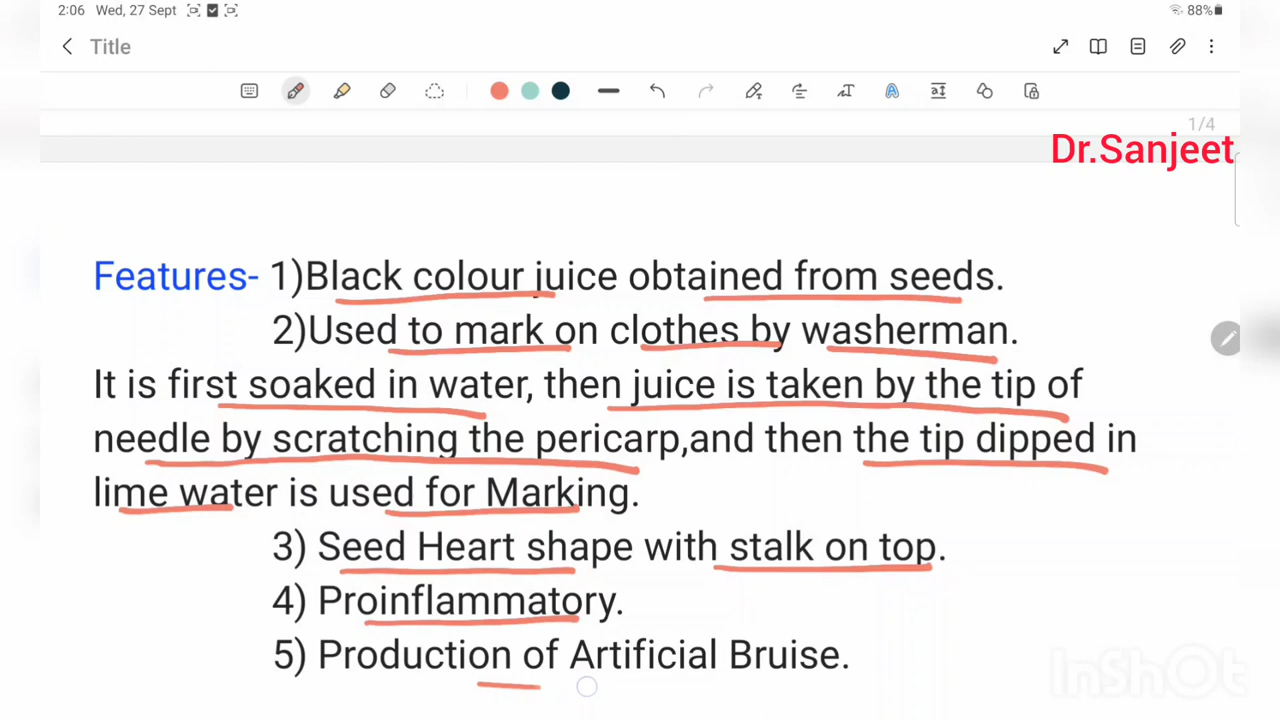 2:06 Wed, 27 Sept 88%
Title
1/4
Dr.Sanjeet
Features- 1)Black colour juice obtained from seeds.
2)Used to mark on clothes by washerman.
It is first soaked in water, then juice is taken by the tip of
needle by scratching the pericarp,and then the tip dipped in
lime water is used for Marking.
3) Seed Heart shape with stalk on top.
4) Proinflammatory.
5) Production of Artificial Bruise.
InShOt